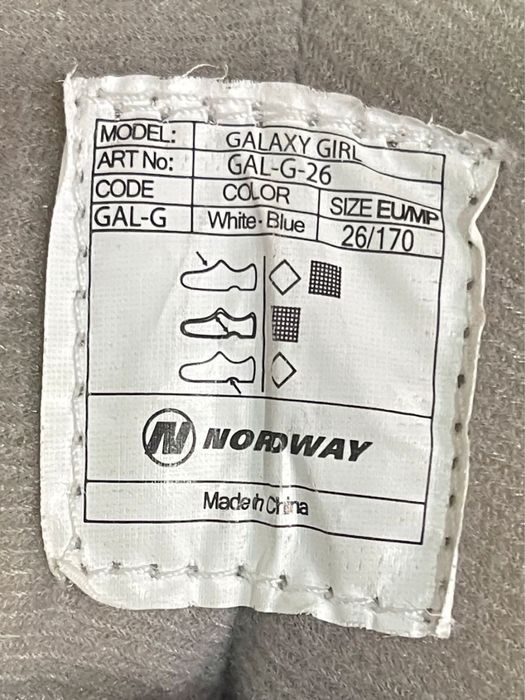 MODEL: GALAXY GIRL
ART No: GAL-G-26
CODE COLOR SIZE EU/MP
GAL-G White-Blue 26/170
N NORDWAY
Made in China